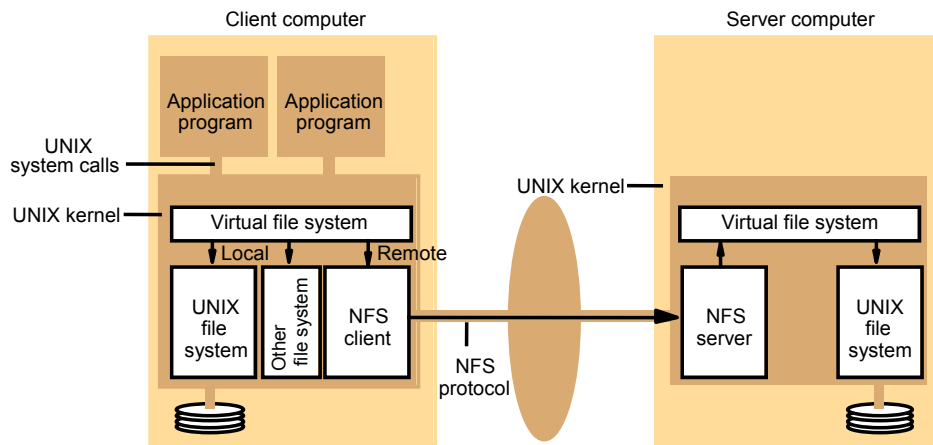 Client computer
Server computer
Application
program
Application
program
UNIX
system calls
UNIX kernel
UNIX kernel
Virtual file system
Virtual file system
Local
Remote
UNIX
file
system
Other
file system
NFS
client
NFS
server
UNIX
file
system
NFS
protocol